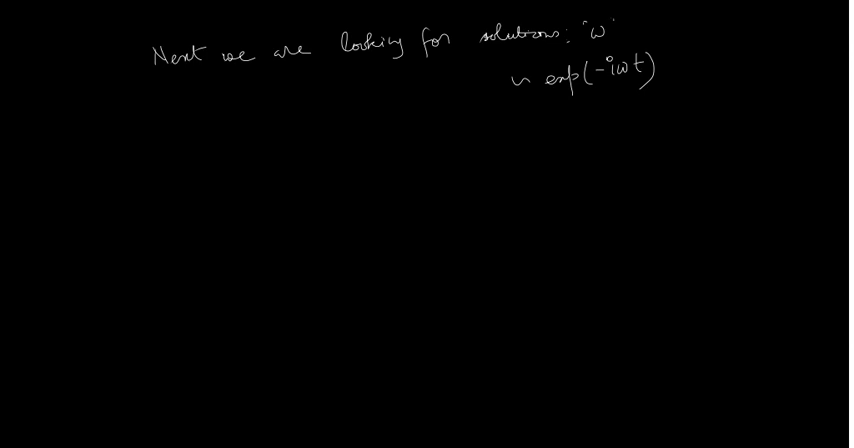 Next we are looking for solutions: 'ω'
~ exp(-iωt)